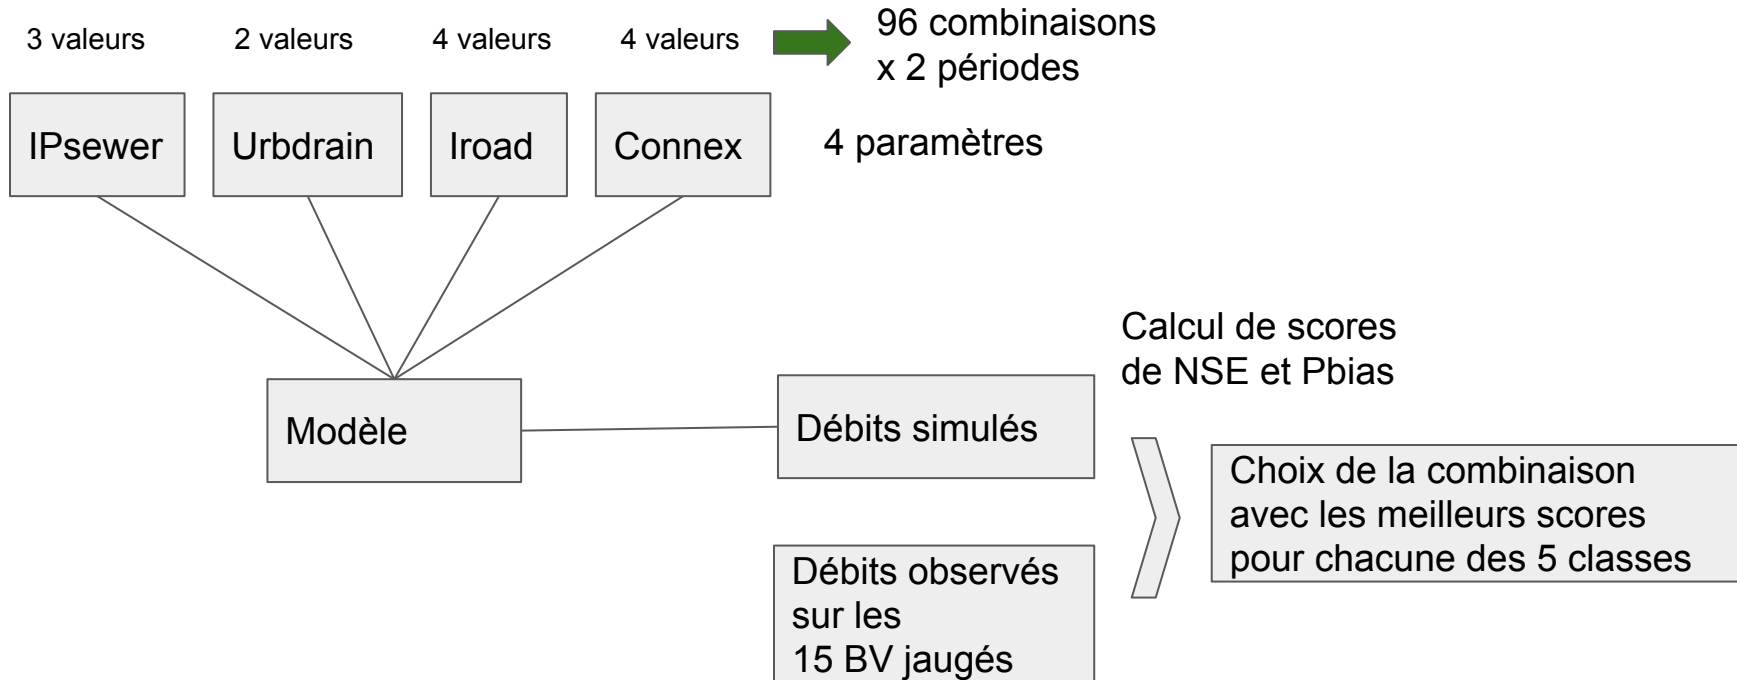 3 valeurs
2 valeurs
4 valeurs
4 valeurs
96 combinaisons
x 2 périodes
IPsewer
Urbdrain
Iroad
Connex
4 paramètres
Modèle
Débits simulés
Calcul de scores
de NSE et Pbias
Débits observés
sur les
15 BV jaugés
Choix de la combinaison
avec les meilleurs scores
pour chacune des 5 classes